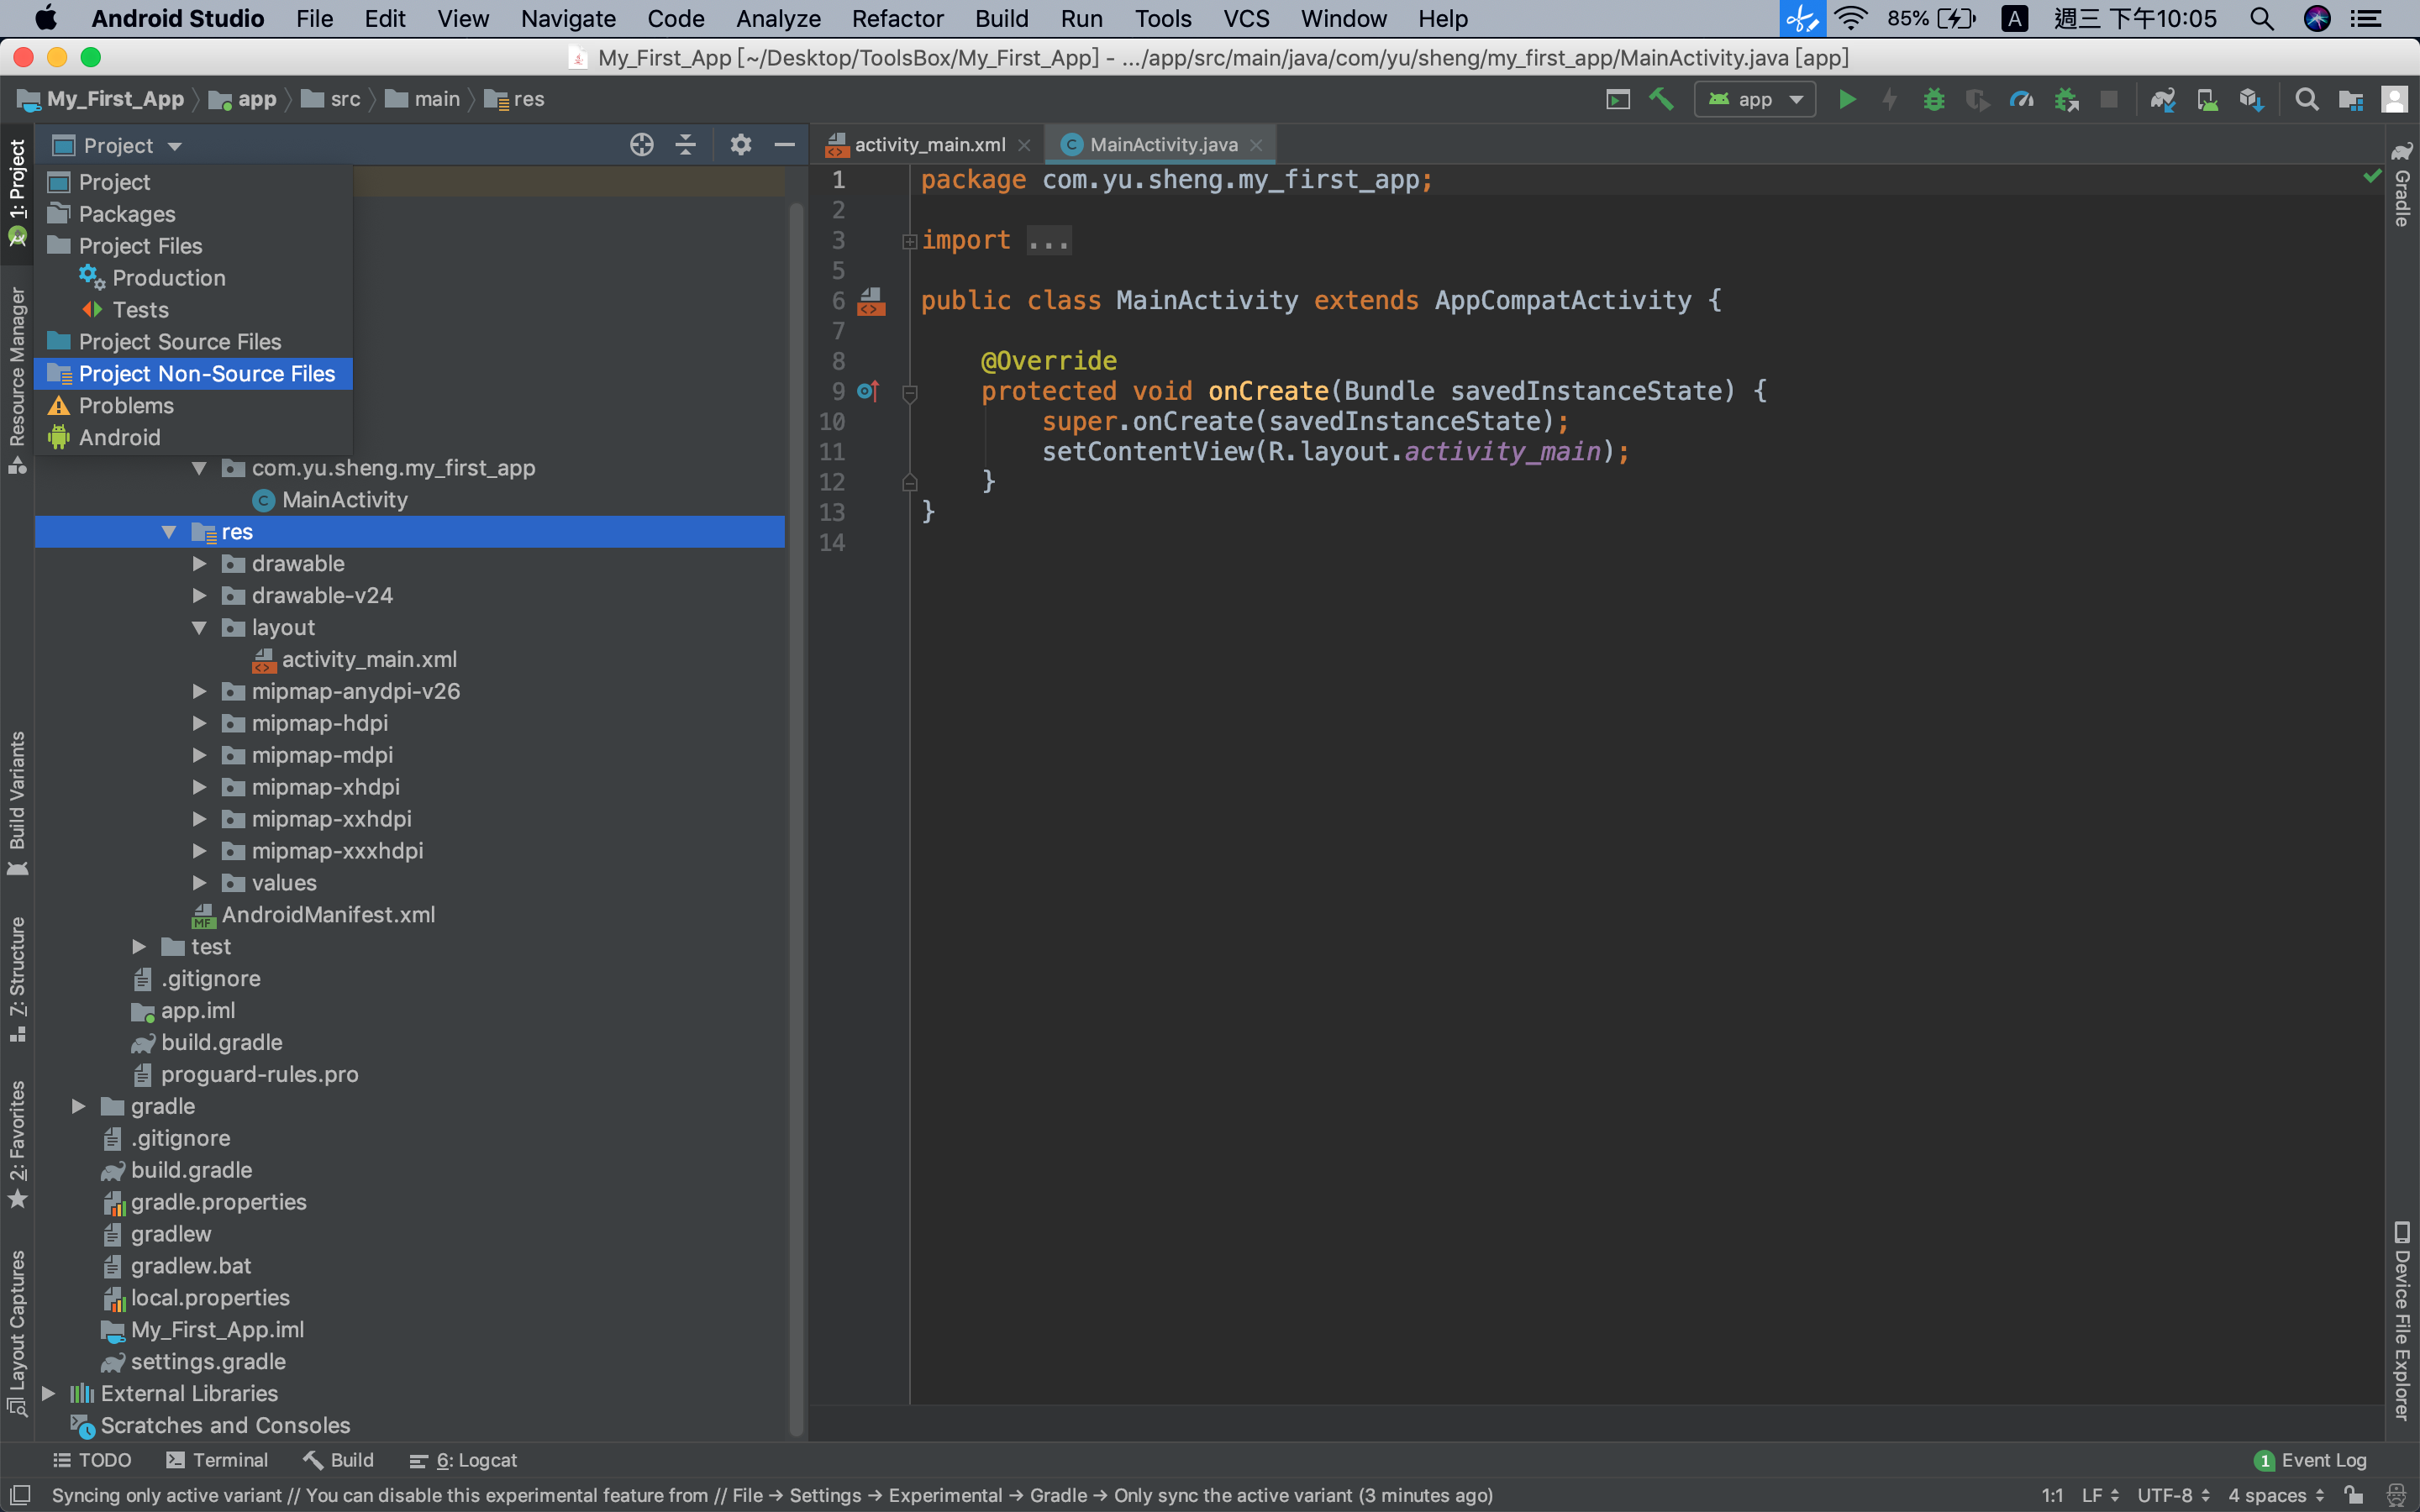 Android Studio File Edit View Navigate Code Analyze Refactor Build Run Tools VCS Window Help 85% A 週三 下午10:05
My_First_App [~/Desktop/ToolsBox/My_First_App] - .../app/src/main/java/com/yu/sheng/my_first_app/MainActivity.java [app]
My_First_App app src main res
app
Project
Project
Packages
Project Files
Production
Tests
Project Source Files
Project Non-Source Files
Problems
Android
com.yu.sheng.my_first_app
MainActivity
res
drawable
drawable-v24
layout
activity_main.xml
mipmap-anydpi-v26
mipmap-hdpi
mipmap-mdpi
mipmap-xhdpi
mipmap-xxhdpi
mipmap-xxxhdpi
values
AndroidManifest.xml
test
.gitignore
app.iml
build.gradle
proguard-rules.pro
gradle
.gitignore
build.gradle
gradle.properties
gradlew
gradlew.bat
local.properties
My_First_App.iml
settings.gradle
External Libraries
Scratches and Consoles
1: Project
Resource Manager
Build Variants
7: Structure
2: Favorites
Layout Captures
activity_main.xml MainActivity.java
1 package com.yu.sheng.my_first_app;
2
3 import ...
5
6 public class MainActivity extends AppCompatActivity {
7
8 @Override
9 protected void onCreate(Bundle savedInstanceState) {
10 super.onCreate(savedInstanceState);
11 setContentView(R.layout.activity_main);
12 }
13 }
14
Gradle
Device File Explorer
TODO Terminal Build 6: Logcat 1 Event Log
Syncing only active variant // You can disable this experimental feature from // File → Settings → Experimental → Gradle → Only sync the active variant (3 minutes ago) 1:1 LF UTF-8 4 spaces